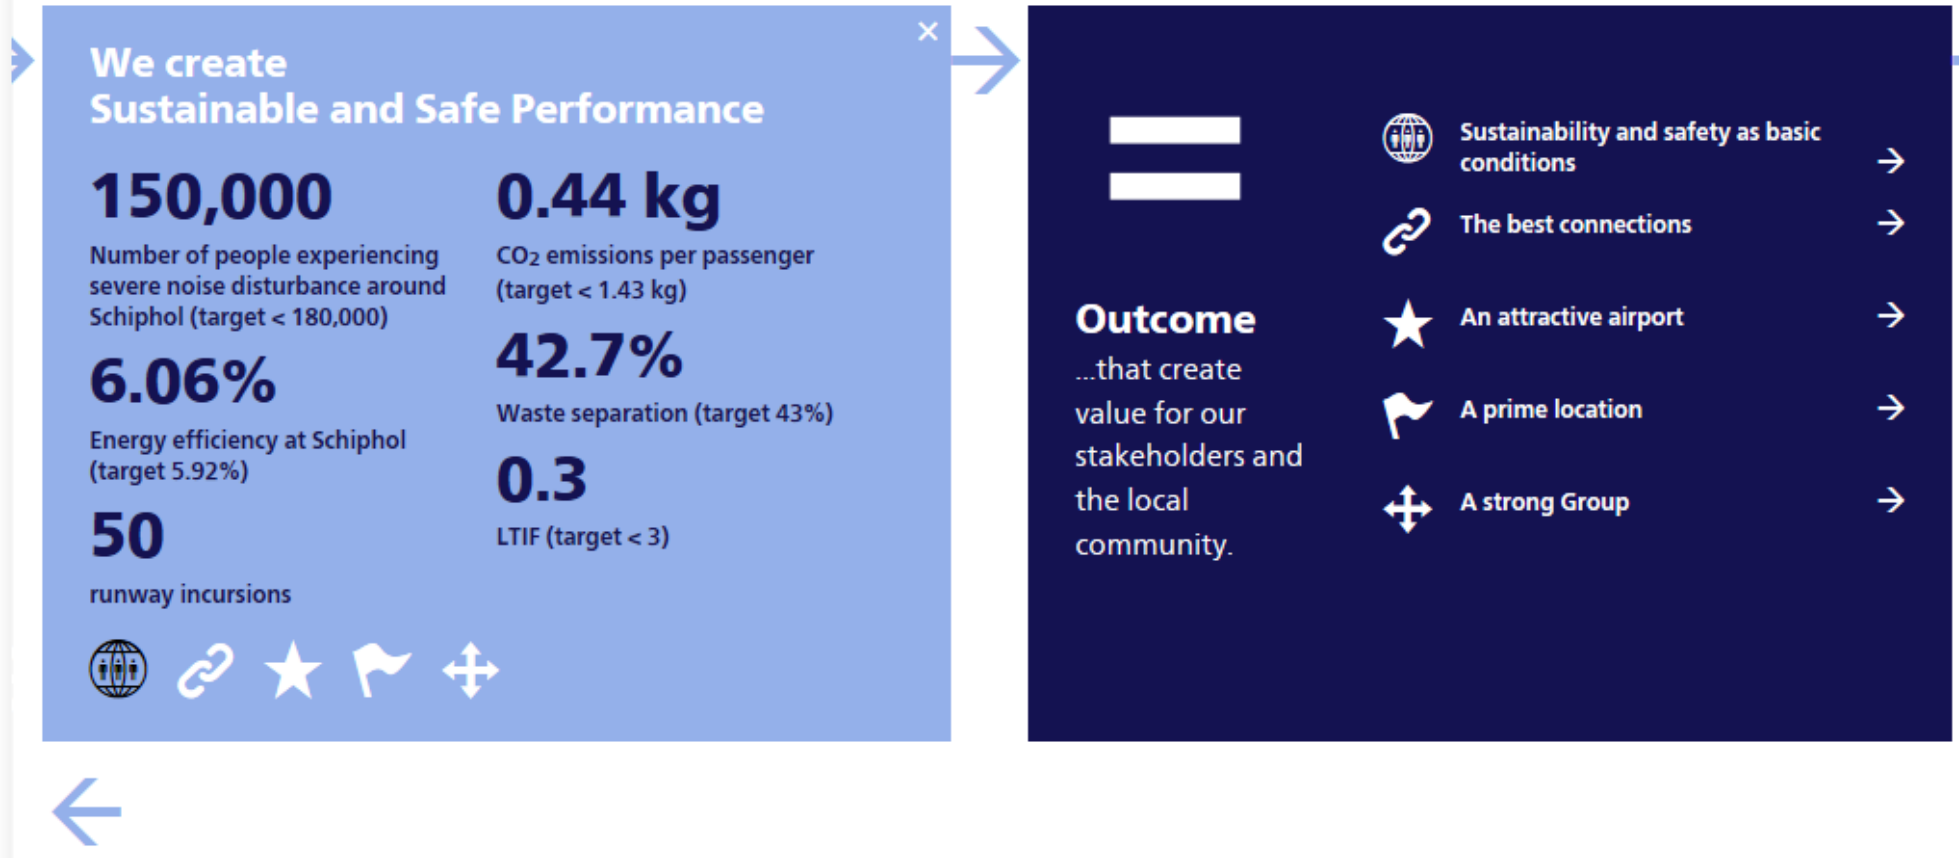 We create
Sustainable and Safe Performance
150,000
Number of people experiencing
severe noise disturbance around
Schiphol (target < 180,000)
6.06%
Energy efficiency at Schiphol
(target 5.92%)
50
runway incursions
0.44 kg
CO2 emissions per passenger
(target < 1.43 kg)
42.7%
Waste separation (target 43%)
0.3
LTIF (target < 3)
Outcome
...that create
value for our
stakeholders and
the local
community.
Sustainability and safety as basic
conditions
The best connections
An attractive airport
A prime location
A strong Group